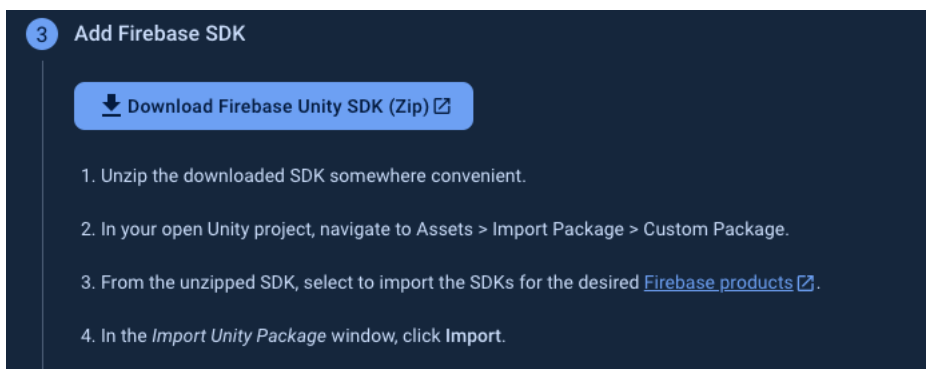 3 Add Firebase SDK
Download Firebase Unity SDK (Zip)
1. Unzip the downloaded SDK somewhere convenient.
2. In your open Unity project, navigate to Assets > Import Package > Custom Package.
3. From the unzipped SDK, select to import the SDKs for the desired Firebase products.
4. In the Import Unity Package window, click Import.